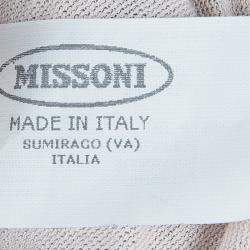 MISSONI
MADE IN ITALY
SUMIRAGO (VA)
ITALIA